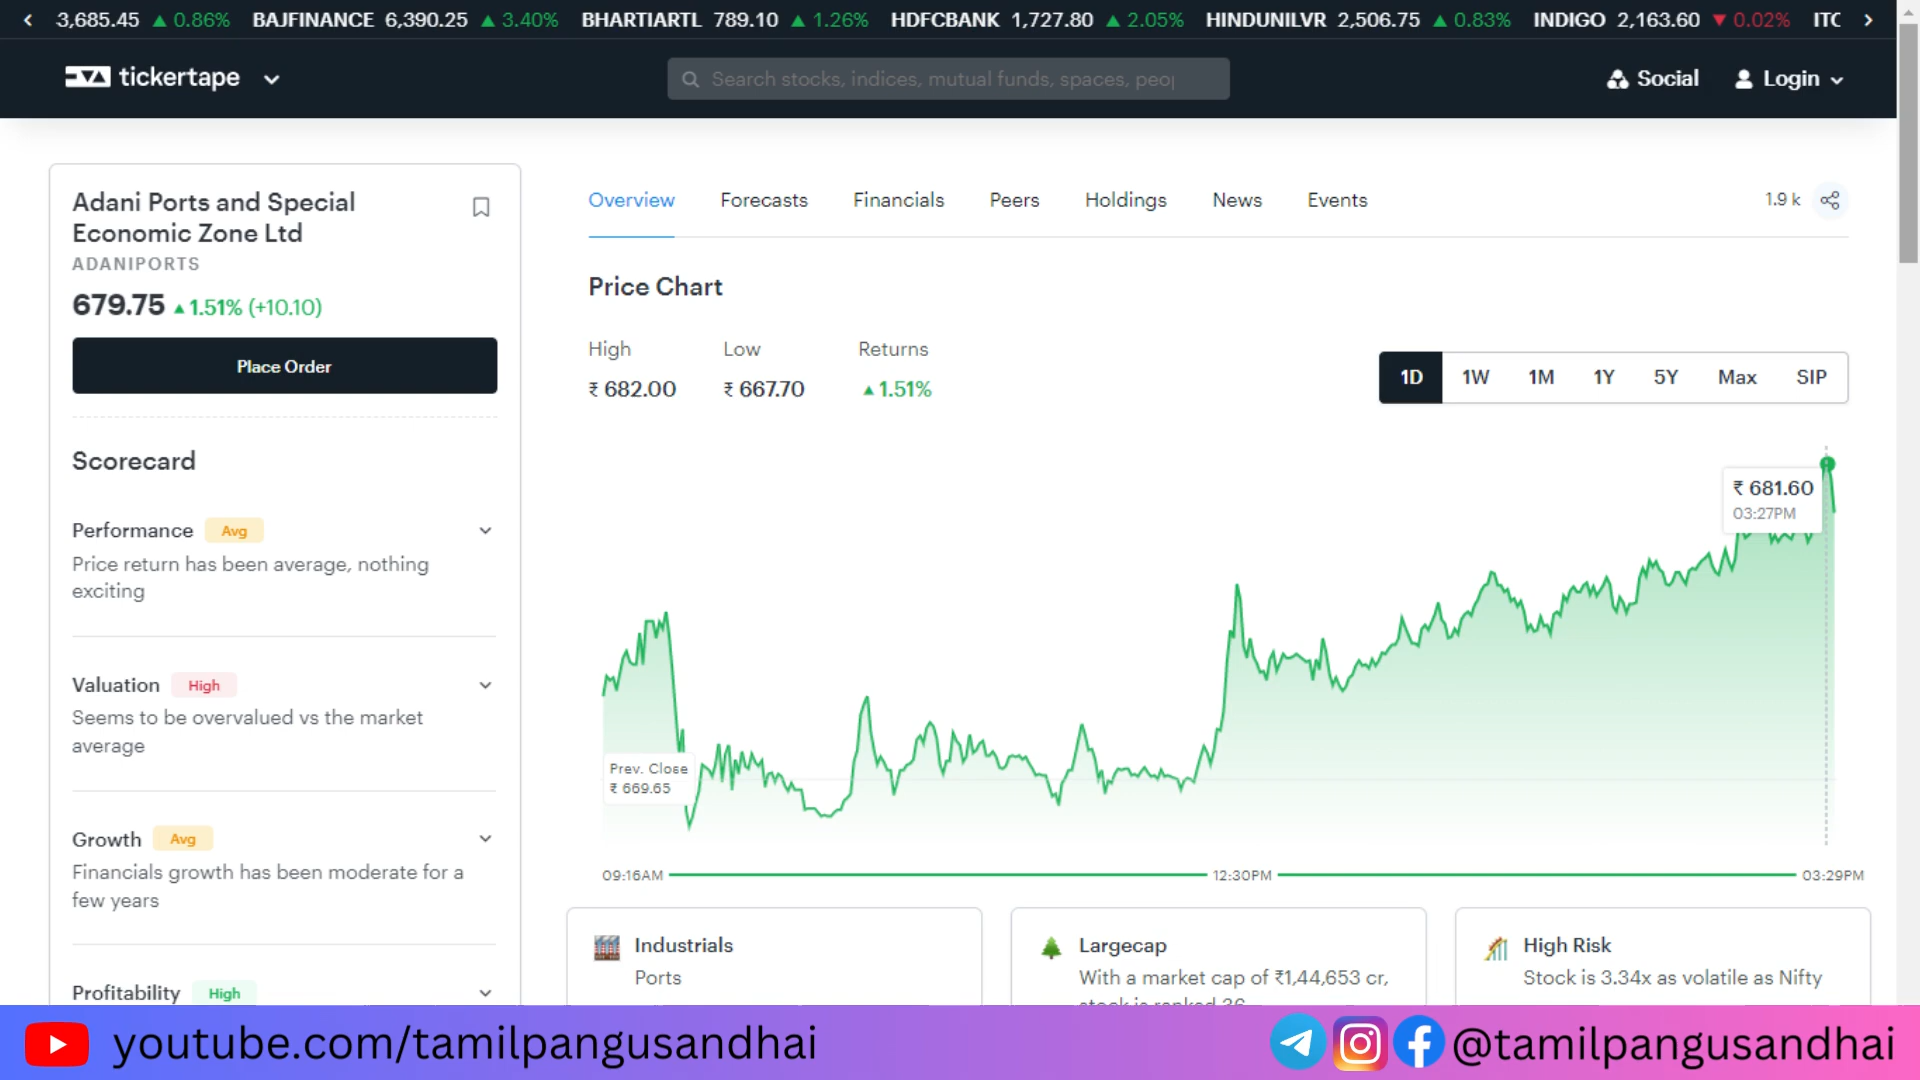 3,685.45 ▲ 0.86% BAJFINANCE 6,390.25 ▲ 3.40% BHARTIARTL 789.10 ▲ 1.26% HDFCBANK 1,727.80 ▲ 2.05% HINDUNILVR 2,506.75 ▲ 0.83% INDIGO 2,163.60 ▼ 0.02% ITC
tickertape
Search stocks, indices, mutual funds, spaces, peop
Social
Login
Adani Ports and Special
Economic Zone Ltd
ADANIPORTS
679.75 ▲ 1.51% (+10.10)
Place Order
Scorecard
Performance Avg
Price return has been average, nothing
exciting
Valuation High
Seems to be overvalued vs the market
average
Growth Avg
Financials growth has been moderate for a
few years
Profitability High
Overview Forecasts Financials Peers Holdings News Events
1.9 k
Price Chart
High Low Returns
₹ 682.00 ₹ 667.70 ▲ 1.51%
1D 1W 1M 1Y 5Y Max SIP
₹ 681.60
03:27PM
Prev. Close
₹ 669.65
09:16AM 12:30PM 03:29PM
Industrials
Ports
Largecap
With a market cap of ₹1,44,653 cr,
stock is ranked 36
High Risk
Stock is 3.34x as volatile as Nifty
youtube.com/tamilpangusandhai
@tamilpangusandhai